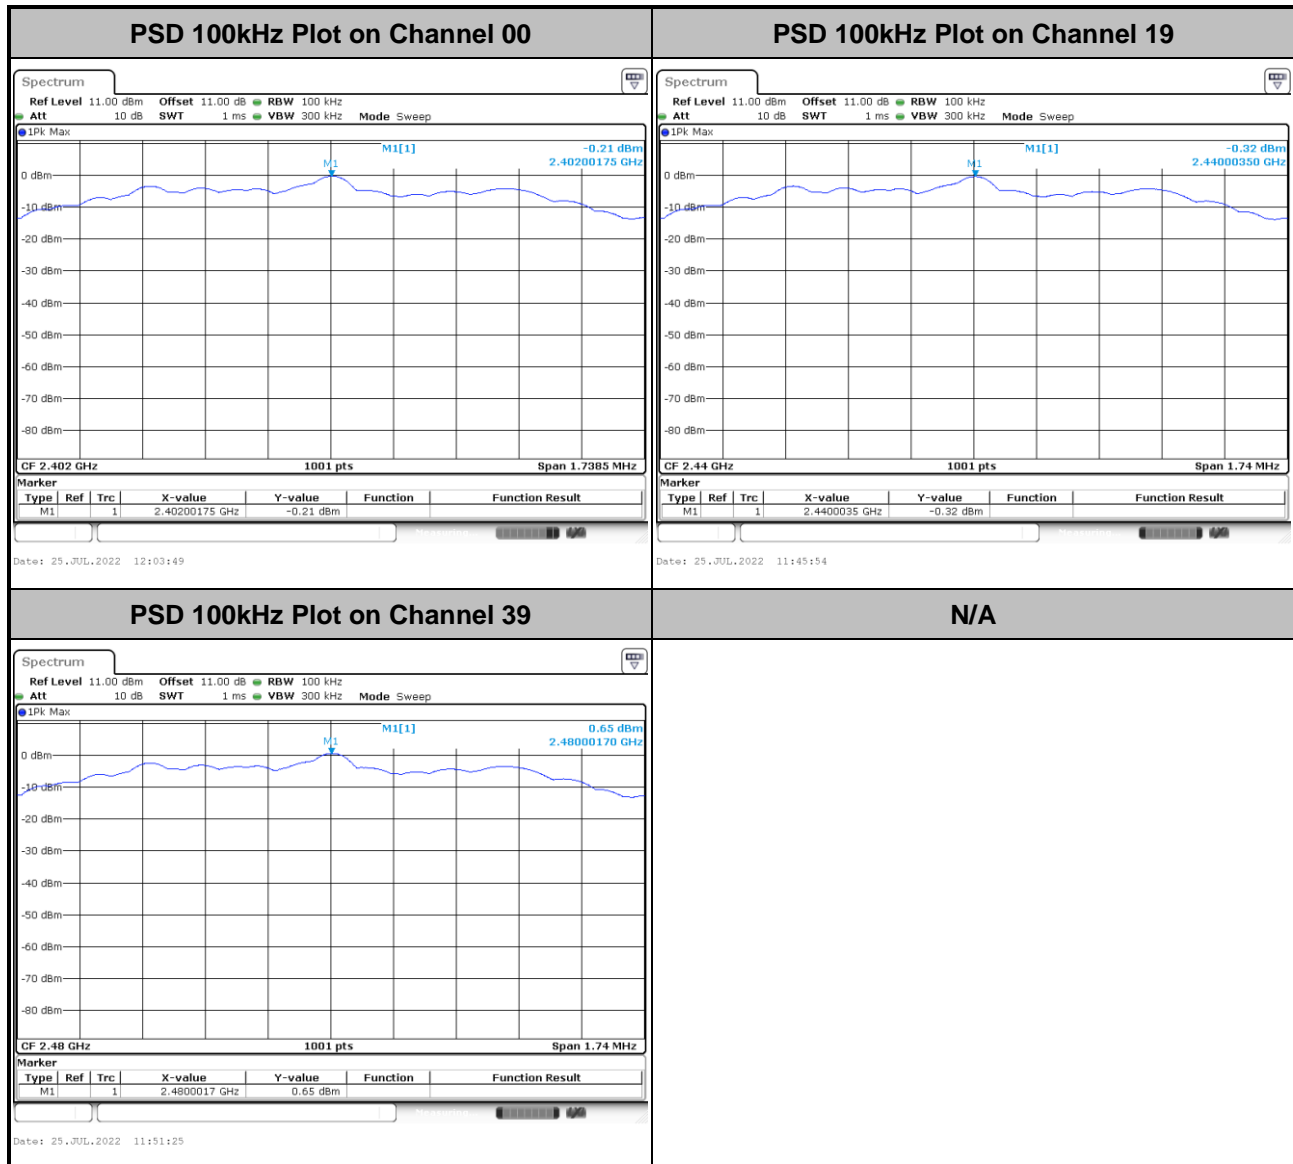 PSD 100kHz Plot on Channel 00
Spectrum
Ref Level 11.00 dBm Offset 11.00 dB RBW 100 kHz
Att 10 dB SWT 1 ms VBW 300 kHz Mode Sweep
1Pk Max
M1[1] -0.21 dBm
2.40200175 GHz
M1
0 dBm
-10 dBm
-20 dBm
-30 dBm
-40 dBm
-50 dBm
-60 dBm
-70 dBm
-80 dBm
CF 2.402 GHz 1001 pts Span 1.7385 MHz
Marker
Type Ref Trc X-value Y-value Function Function Result
M1 1 2.40200175 GHz -0.21 dBm
Measuring
Date: 25.JUL.2022 12:03:49
PSD 100kHz Plot on Channel 19
Spectrum
Ref Level 11.00 dBm Offset 11.00 dB RBW 100 kHz
Att 10 dB SWT 1 ms VBW 300 kHz Mode Sweep
1Pk Max
M1[1] -0.32 dBm
2.44000350 GHz
M1
0 dBm
-10 dBm
-20 dBm
-30 dBm
-40 dBm
-50 dBm
-60 dBm
-70 dBm
-80 dBm
CF 2.44 GHz 1001 pts Span 1.74 MHz
Marker
Type Ref Trc X-value Y-value Function Function Result
M1 1 2.4400035 GHz -0.32 dBm
Measuring
Date: 25.JUL.2022 11:45:54
PSD 100kHz Plot on Channel 39
Spectrum
Ref Level 11.00 dBm Offset 11.00 dB RBW 100 kHz
Att 10 dB SWT 1 ms VBW 300 kHz Mode Sweep
1Pk Max
M1[1] 0.65 dBm
2.48000170 GHz
M1
0 dBm
-10 dBm
-20 dBm
-30 dBm
-40 dBm
-50 dBm
-60 dBm
-70 dBm
-80 dBm
CF 2.48 GHz 1001 pts Span 1.74 MHz
Marker
Type Ref Trc X-value Y-value Function Function Result
M1 1 2.4800017 GHz 0.65 dBm
Measuring
Date: 25.JUL.2022 11:51:25
N/A